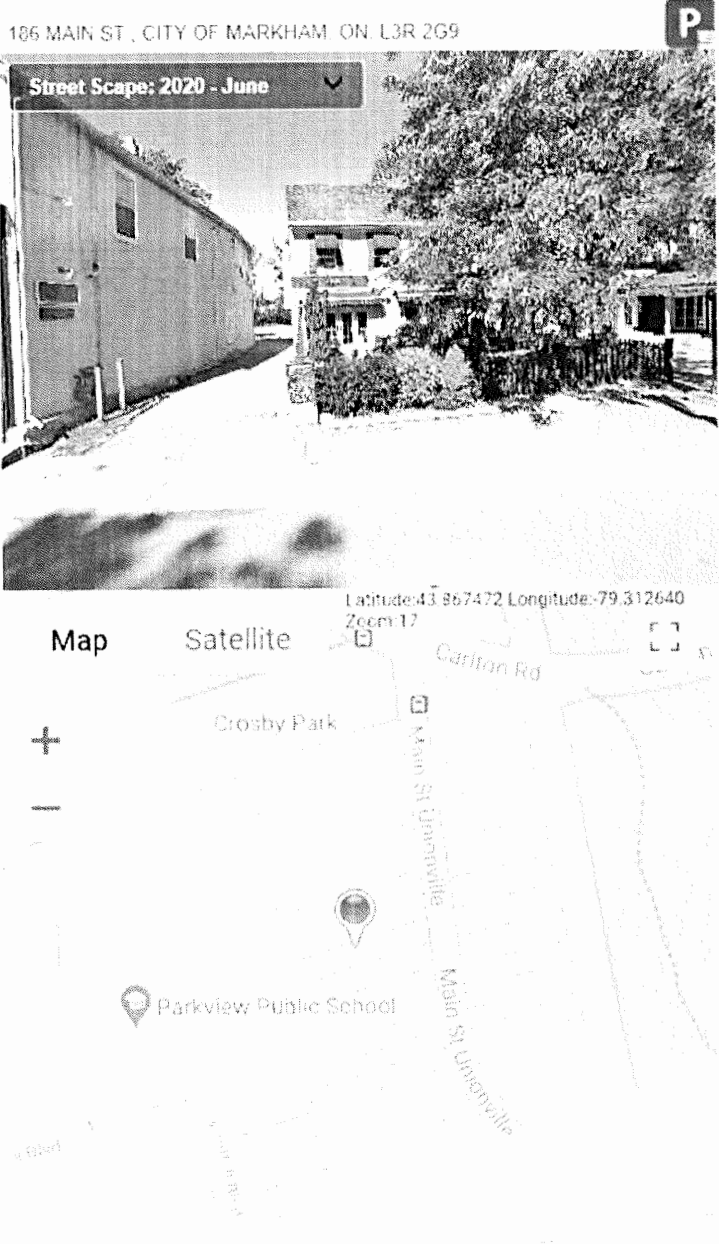 186 MAIN ST , CITY OF MARKHAM, ON, L3R 2G9
P
Street Scape: 2020 - June
Latitude:43.867472 Longitude:-79.312640
Zoom:17
Map
Satellite
Carlton Rd
Crosby Park
+
Main St Unionville
−
Parkview Public School
Main St Unionville
Blvd